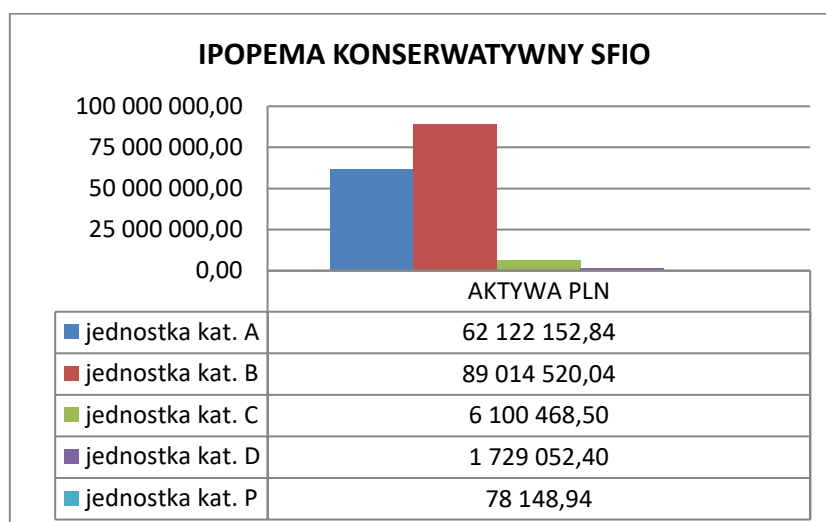 IPOPEMA KONSERWATYWNY SFIO
100 000 000,00
75 000 000,00
50 000 000,00
25 000 000,00
0,00
AKTYWA PLN
jednostka kat. A 62 122 152,84
jednostka kat. B 89 014 520,04
jednostka kat. C 6 100 468,50
jednostka kat. D 1 729 052,40
jednostka kat. P 78 148,94